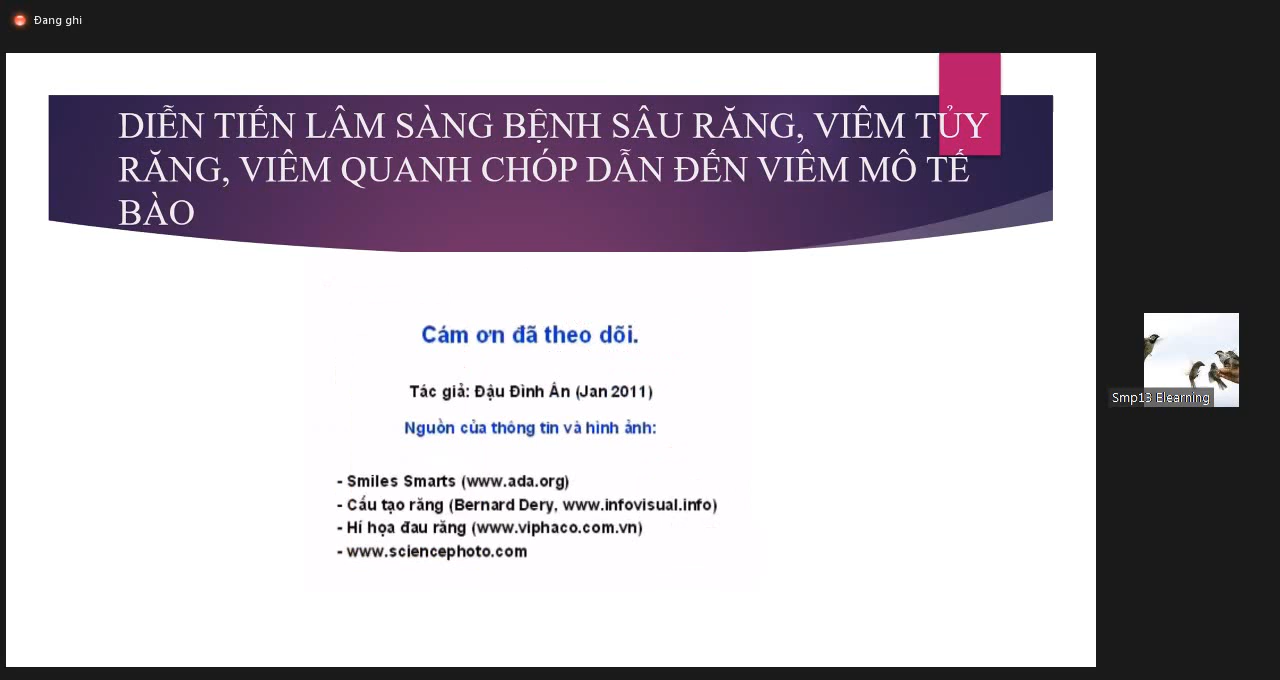 Đang ghi
DIỄN TIẾN LÂM SÀNG BỆNH SÂU RĂNG, VIÊM TỦY
RĂNG, VIÊM QUANH CHÓP DẪN ĐẾN VIÊM MÔ TẾ
BÀO
Cám ơn đã theo dõi.
Tác giả: Đậu Đình Ân (Jan 2011)
Nguồn của thông tin và hình ảnh:
- Smiles Smarts (www.ada.org)
- Cấu tạo răng (Bernard Dery, www.infovisual.info)
- Hí họa đau răng (www.viphaco.com.vn)
- www.sciencephoto.com
Smp13 Elearning